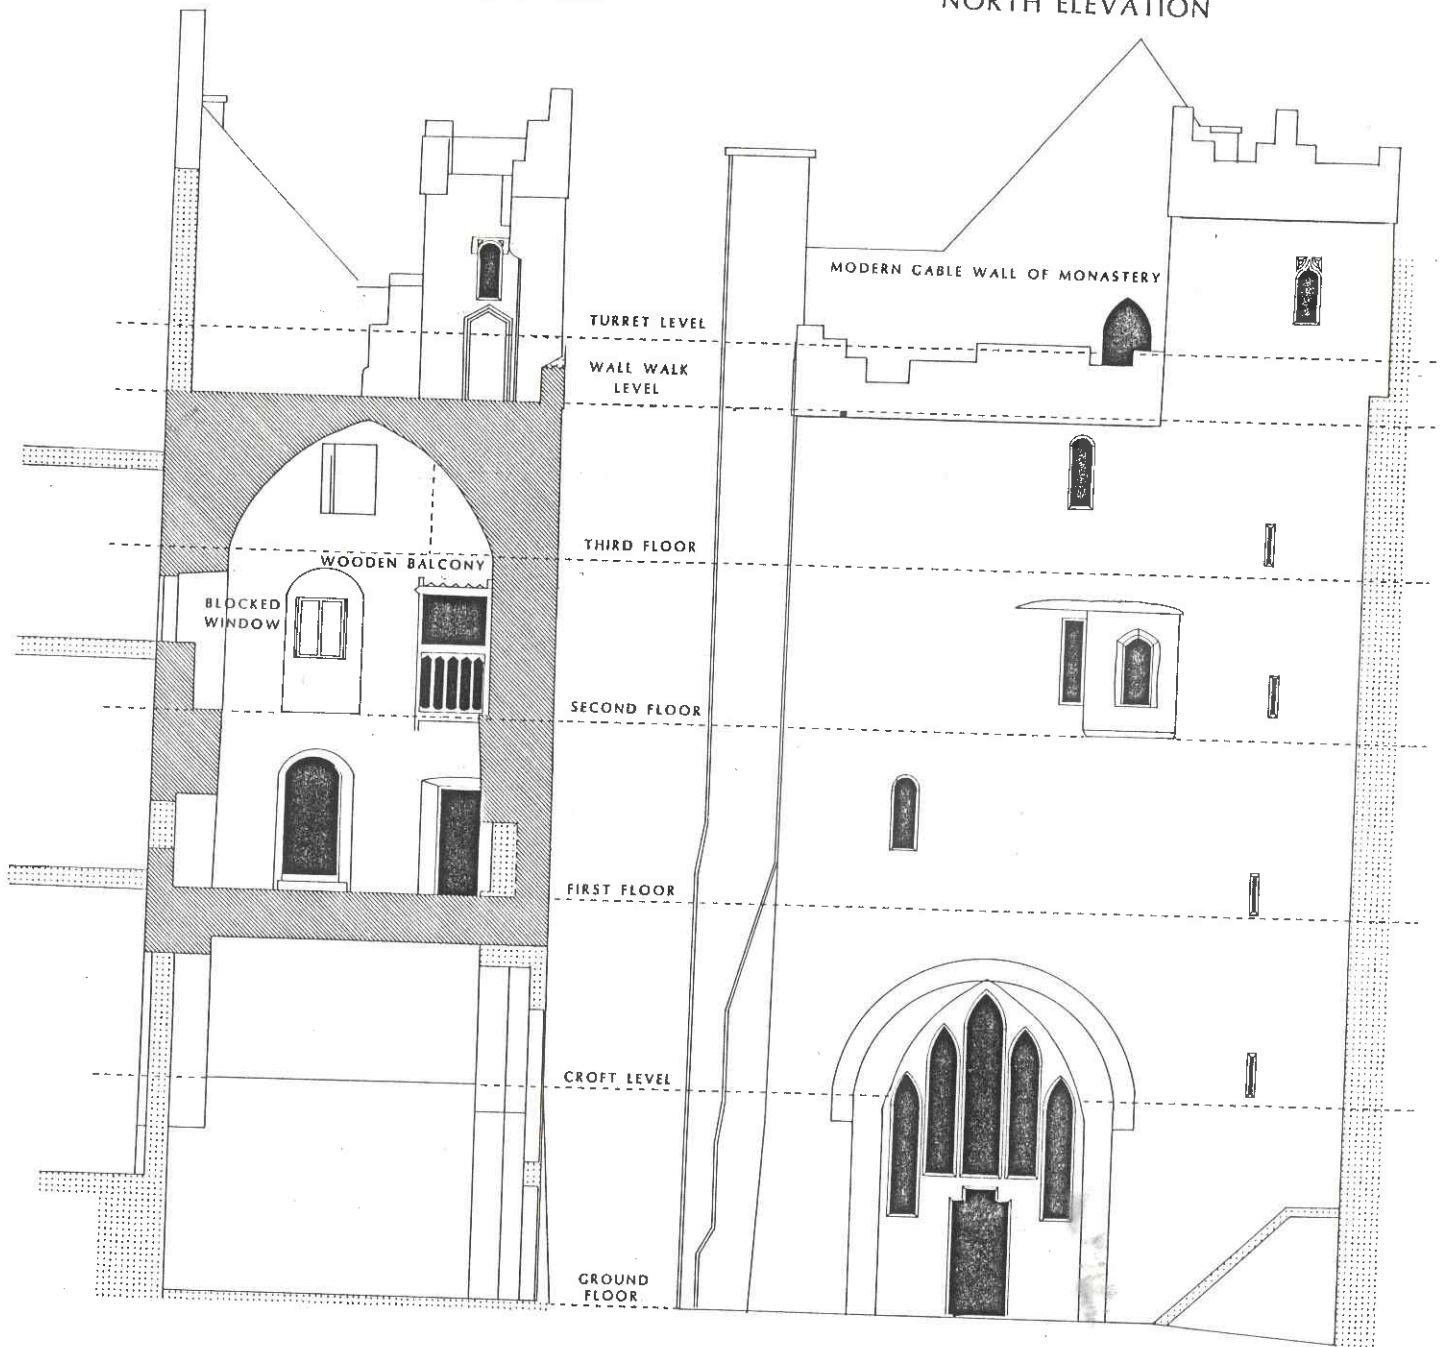 NORTH ELEVATION
MODERN GABLE WALL OF MONASTERY
TURRET LEVEL
WALL WALK
LEVEL
THIRD FLOOR
WOODEN BALCONY
BLOCKED
WINDOW
SECOND FLOOR
FIRST FLOOR
CROFT LEVEL
GROUND
FLOOR